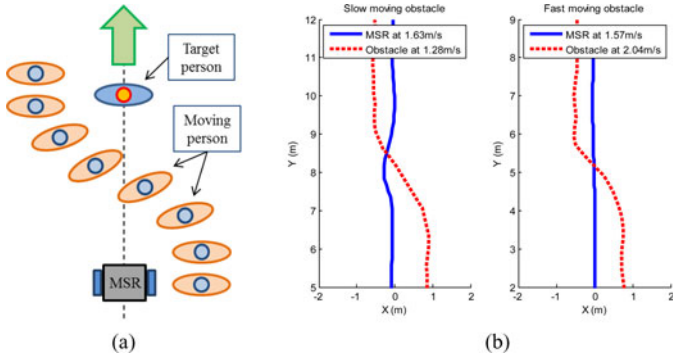 Target
person
Moving
person
MSR
(a)
Slow moving obstacle
MSR at 1.63m/s
Obstacle at 1.28m/s
12
11
10
9
8
7
6
5
Y (m)
-2
-1
0
1
2
X (m)
Fast moving obstacle
MSR at 1.57m/s
Obstacle at 2.04m/s
9
8
7
6
5
4
3
2
Y (m)
-2
-1
0
1
2
X (m)
(b)